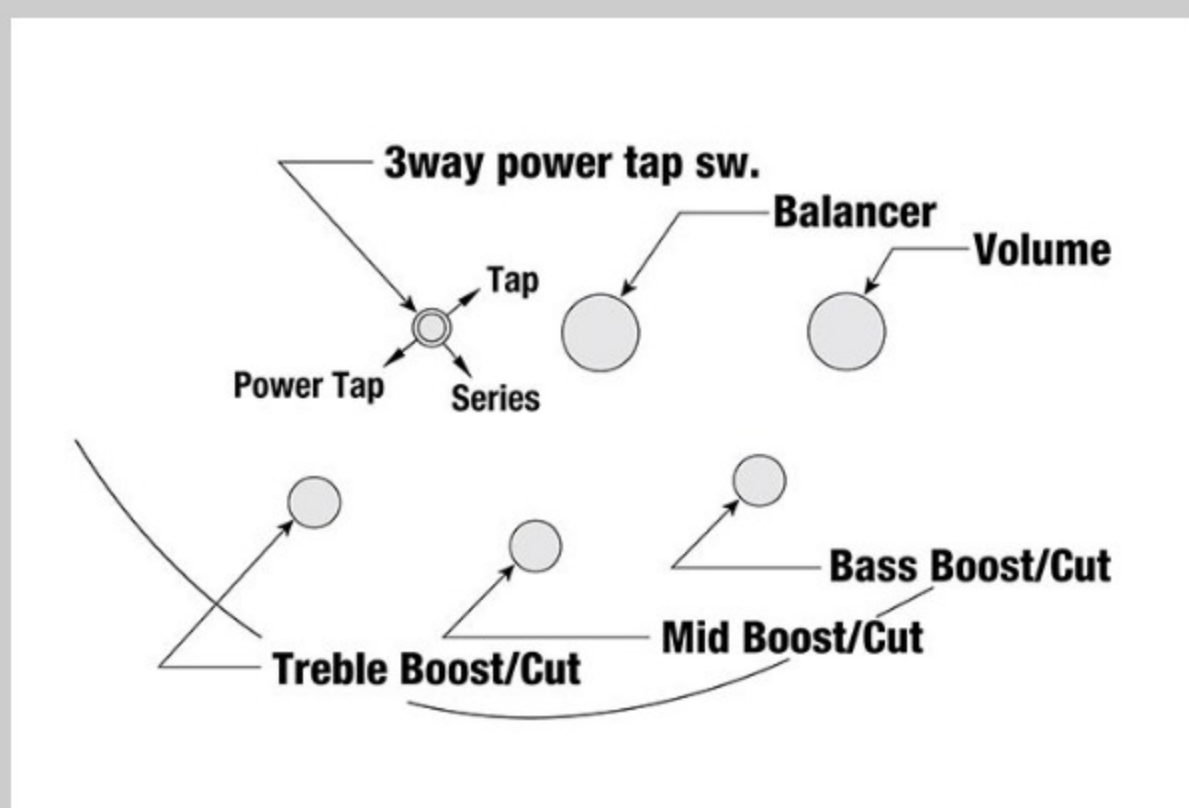 3way power tap sw.
Balancer
Volume
Tap
Power Tap
Series
Bass Boost/Cut
Mid Boost/Cut
Treble Boost/Cut